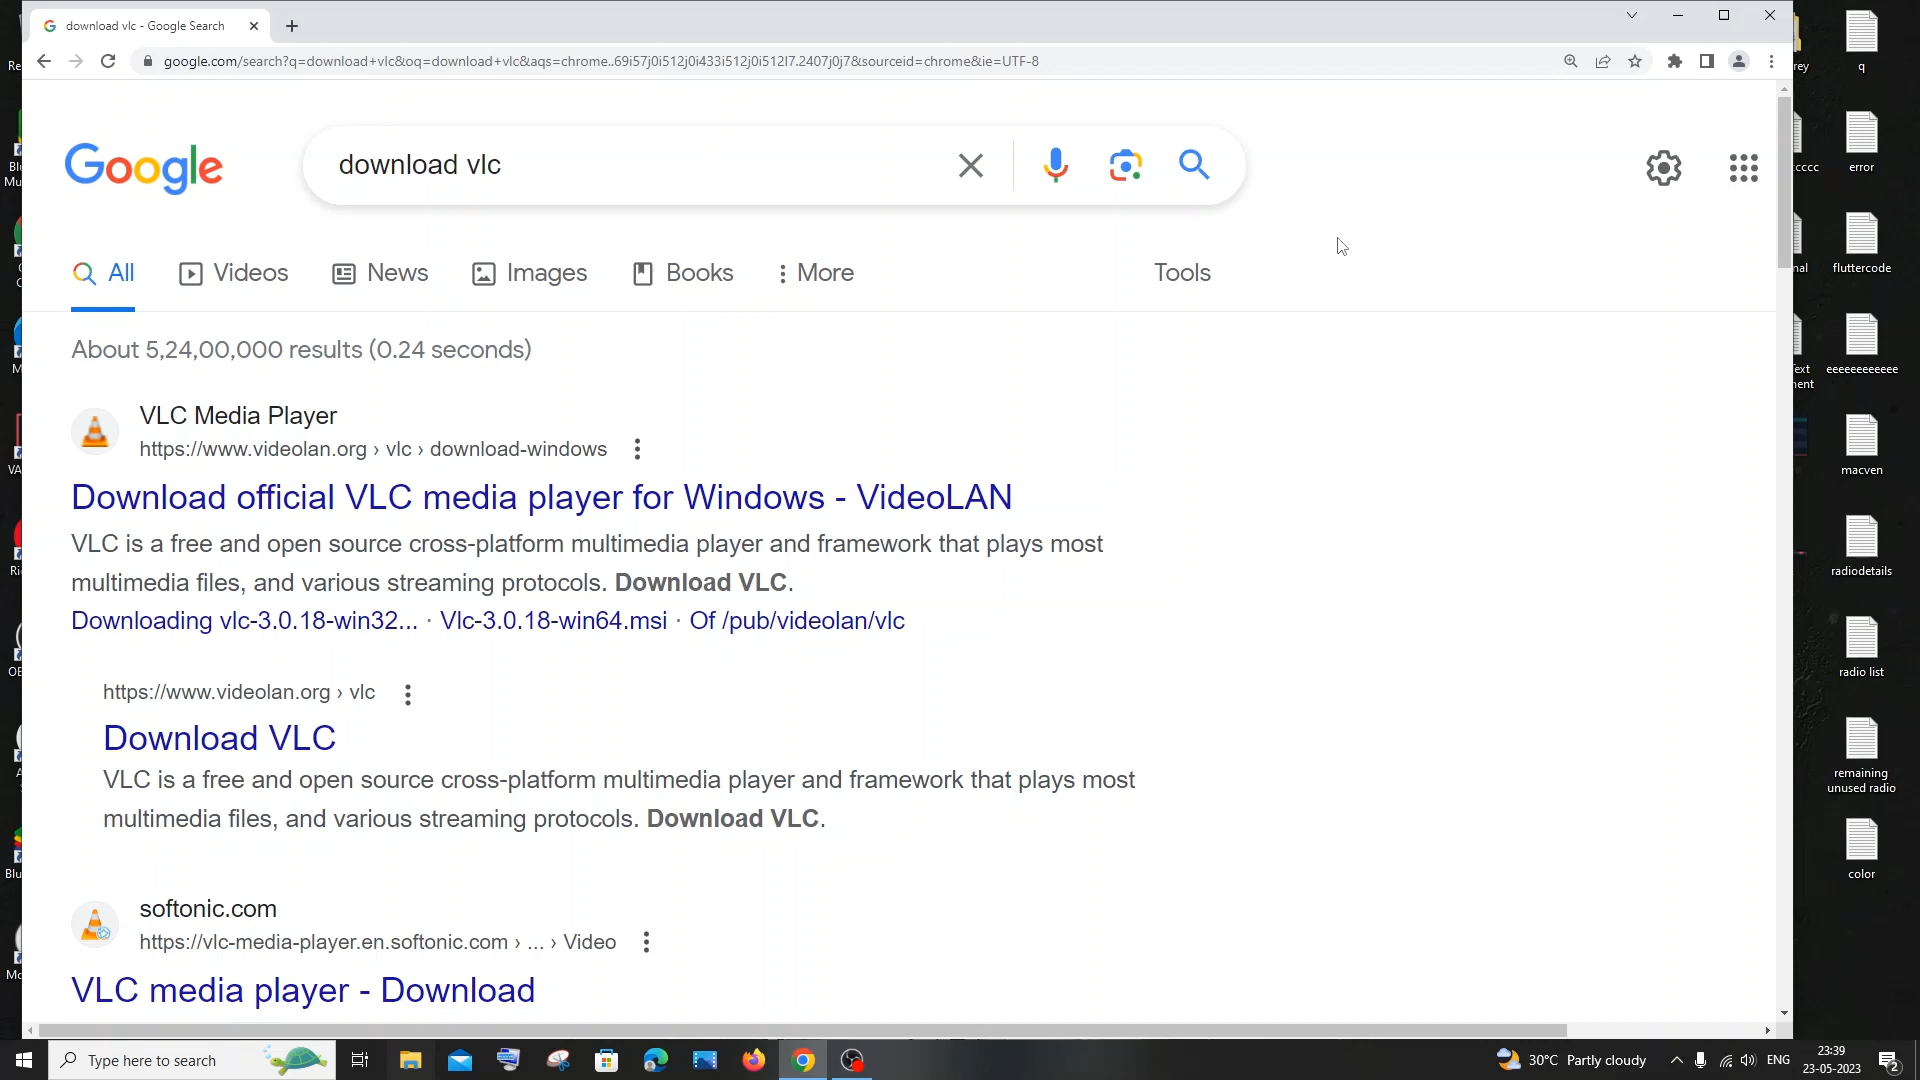 download vlc - Google Search
google.com/search?q=download+vlc&oq=download+vlc&aqs=chrome..69i57j0i512j0i433i512j0i512l7.2407j0j7&sourceid=chrome&ie=UTF-8
Google
download vlc
All
Videos
News
Images
Books
More
Tools
About 5,24,00,000 results (0.24 seconds)
VLC Media Player
https://www.videolan.org › vlc › download-windows
Download official VLC media player for Windows - VideoLAN
VLC is a free and open source cross-platform multimedia player and framework that plays most
multimedia files, and various streaming protocols. Download VLC.
Downloading vlc-3.0.18-win32... · Vlc-3.0.18-win64.msi · Of /pub/videolan/vlc
https://www.videolan.org › vlc
Download VLC
VLC is a free and open source cross-platform multimedia player and framework that plays most
multimedia files, and various streaming protocols. Download VLC.
softonic.com
https://vlc-media-player.en.softonic.com › ... › Video
VLC media player - Download
q
error
fluttercode
eeeeeeeeeeee
macven
radiodetails
radio list
remaining
unused radio
color
Type here to search
30°C Partly cloudy
ENG
23:39
23-05-2023
2